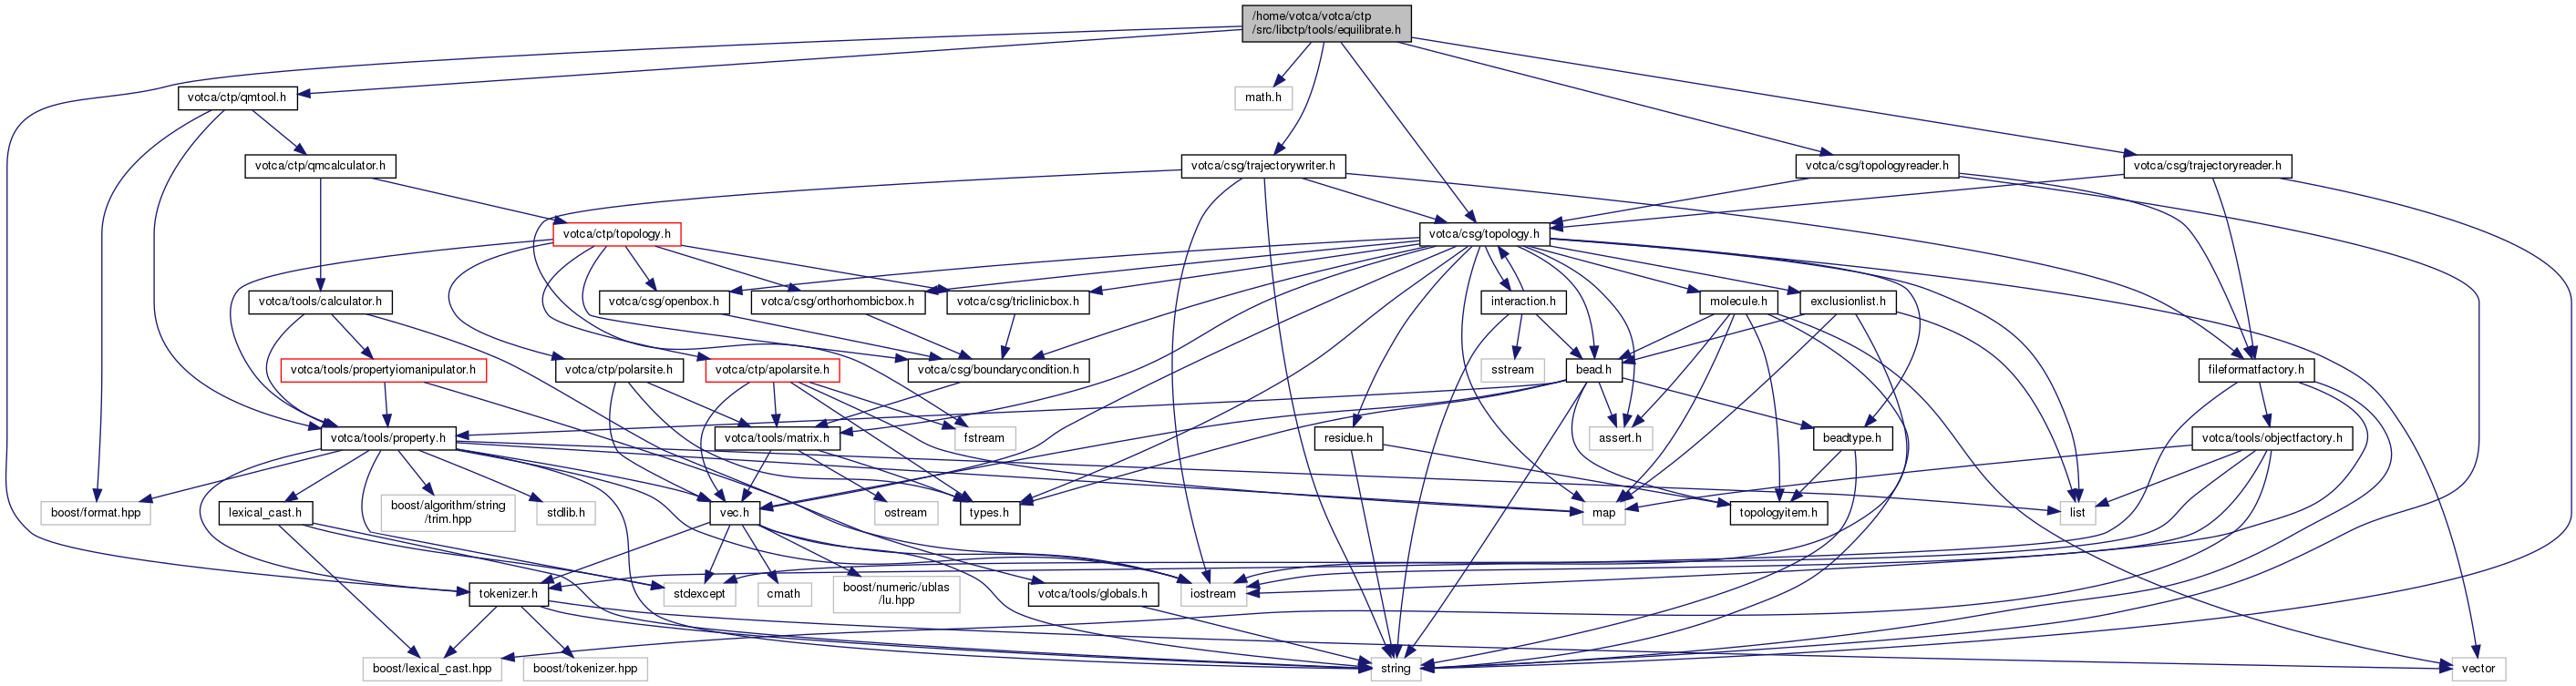 /home/votca/votca/ctp
/src/libctp/tools/equilibrate.h
votca/ctp/qmtool.h
math.h
votca/ctp/qmcalculator.h
votca/csg/trajectorywriter.h
votca/csg/topologyreader.h
votca/csg/trajectoryreader.h
votca/ctp/topology.h
votca/csg/topology.h
votca/tools/calculator.h
votca/csg/openbox.h
votca/csg/orthorhombicbox.h
votca/csg/triclinicbox.h
interaction.h
molecule.h
exclusionlist.h
votca/tools/propertyiomanipulator.h
votca/ctp/polarsite.h
votca/ctp/apolarsite.h
votca/csg/boundarycondition.h
sstream
bead.h
fileformatfactory.h
votca/tools/property.h
votca/tools/matrix.h
fstream
residue.h
assert.h
beadtype.h
votca/tools/objectfactory.h
boost/format.hpp
lexical_cast.h
boost/algorithm/string
/trim.hpp
stdlib.h
vec.h
ostream
types.h
map
topologyitem.h
list
tokenizer.h
stdexcept
cmath
boost/numeric/ublas
/lu.hpp
votca/tools/globals.h
iostream
boost/lexical_cast.hpp
boost/tokenizer.hpp
string
vector